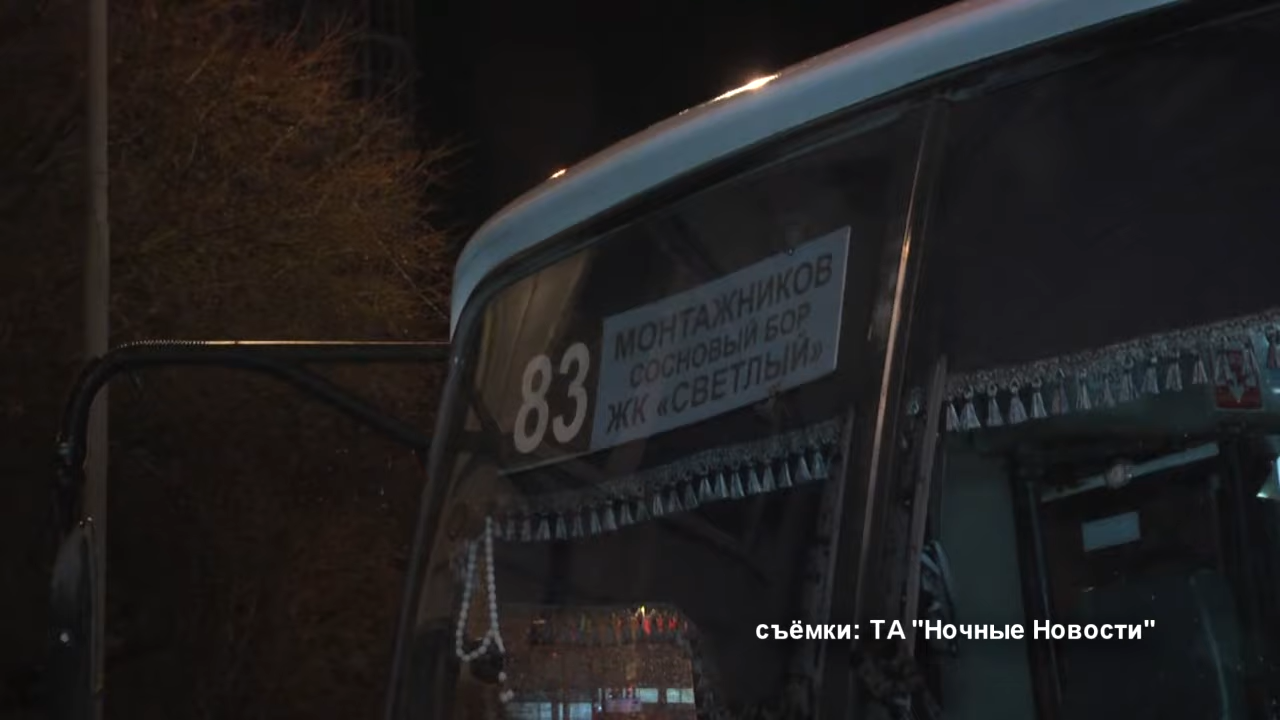 83
МОНТАЖНИКОВ
СОСНОВЫЙ БОР
ЖК «СВЕТЛЫЙ»
съёмки: ТА "Ночные Новости"